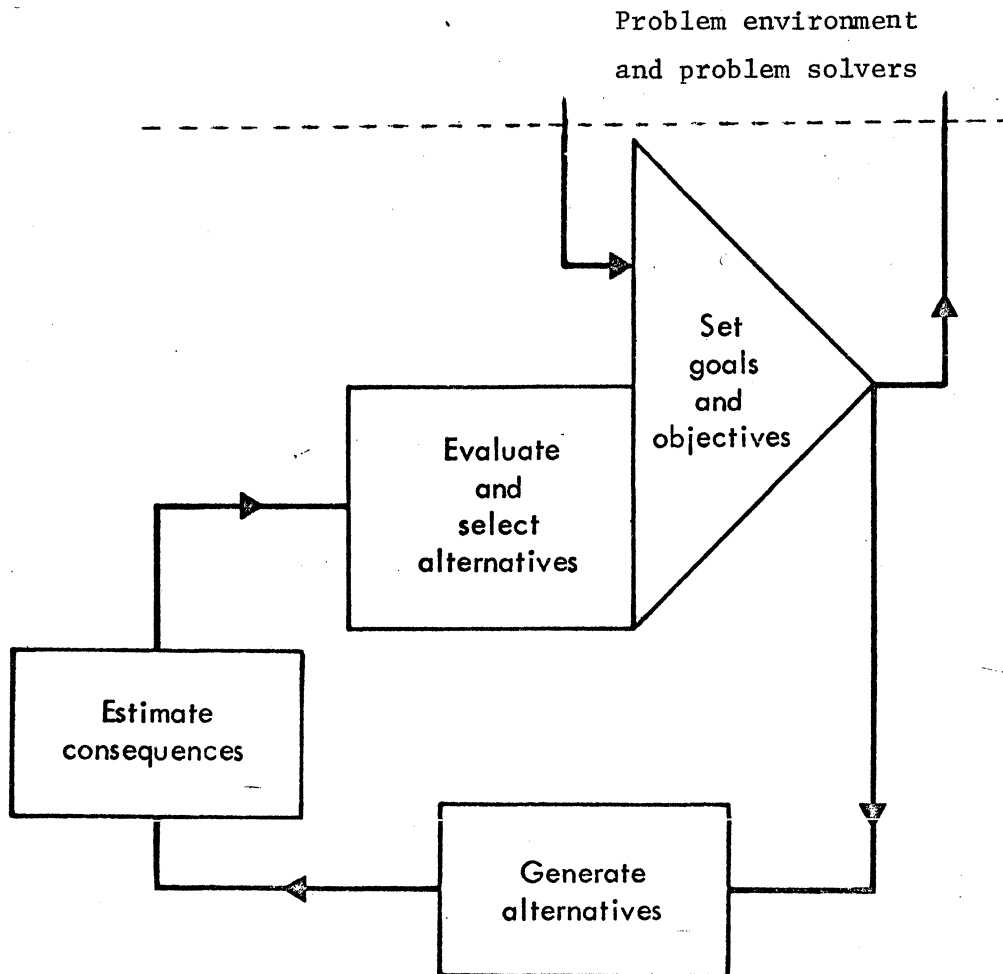 Problem environment
and problem solvers
Set
goals
and
objectives
Evaluate
and
select
alternatives
Estimate
consequences
Generate
alternatives